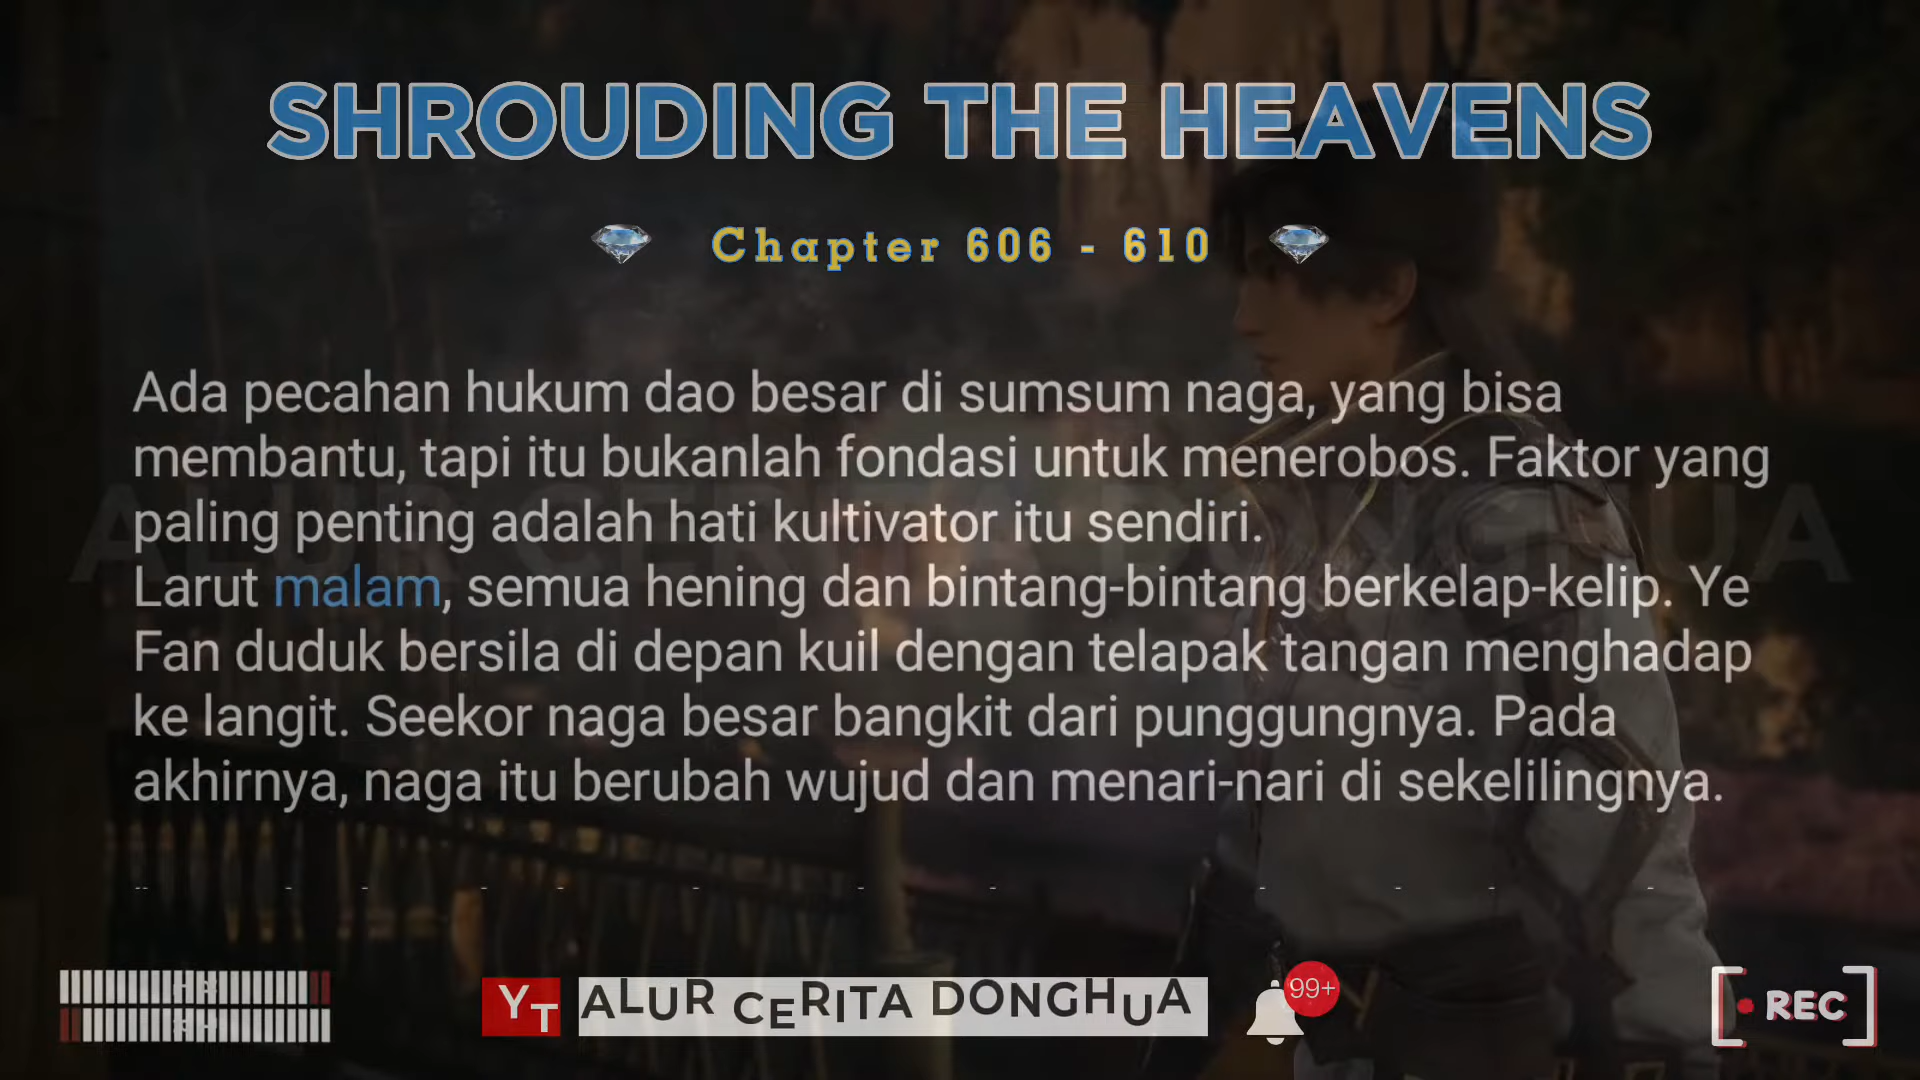 SHROUDING THE HEAVENS
Chapter 606 - 610
Ada pecahan hukum dao besar di sumsum naga, yang bisa
membantu, tapi itu bukanlah fondasi untuk menerobos. Faktor yang
paling penting adalah hati kultivator itu sendiri.
Larut malam, semua hening dan bintang-bintang berkelap-kelip. Ye
Fan duduk bersila di depan kuil dengan telapak tangan menghadap
ke langit. Seekor naga besar bangkit dari punggungnya. Pada
akhirnya, naga itu berubah wujud dan menari-nari di sekelilingnya.
ALUR CERITA DONGHUA
YT ALUR CERITA DONGHUA
99+
REC